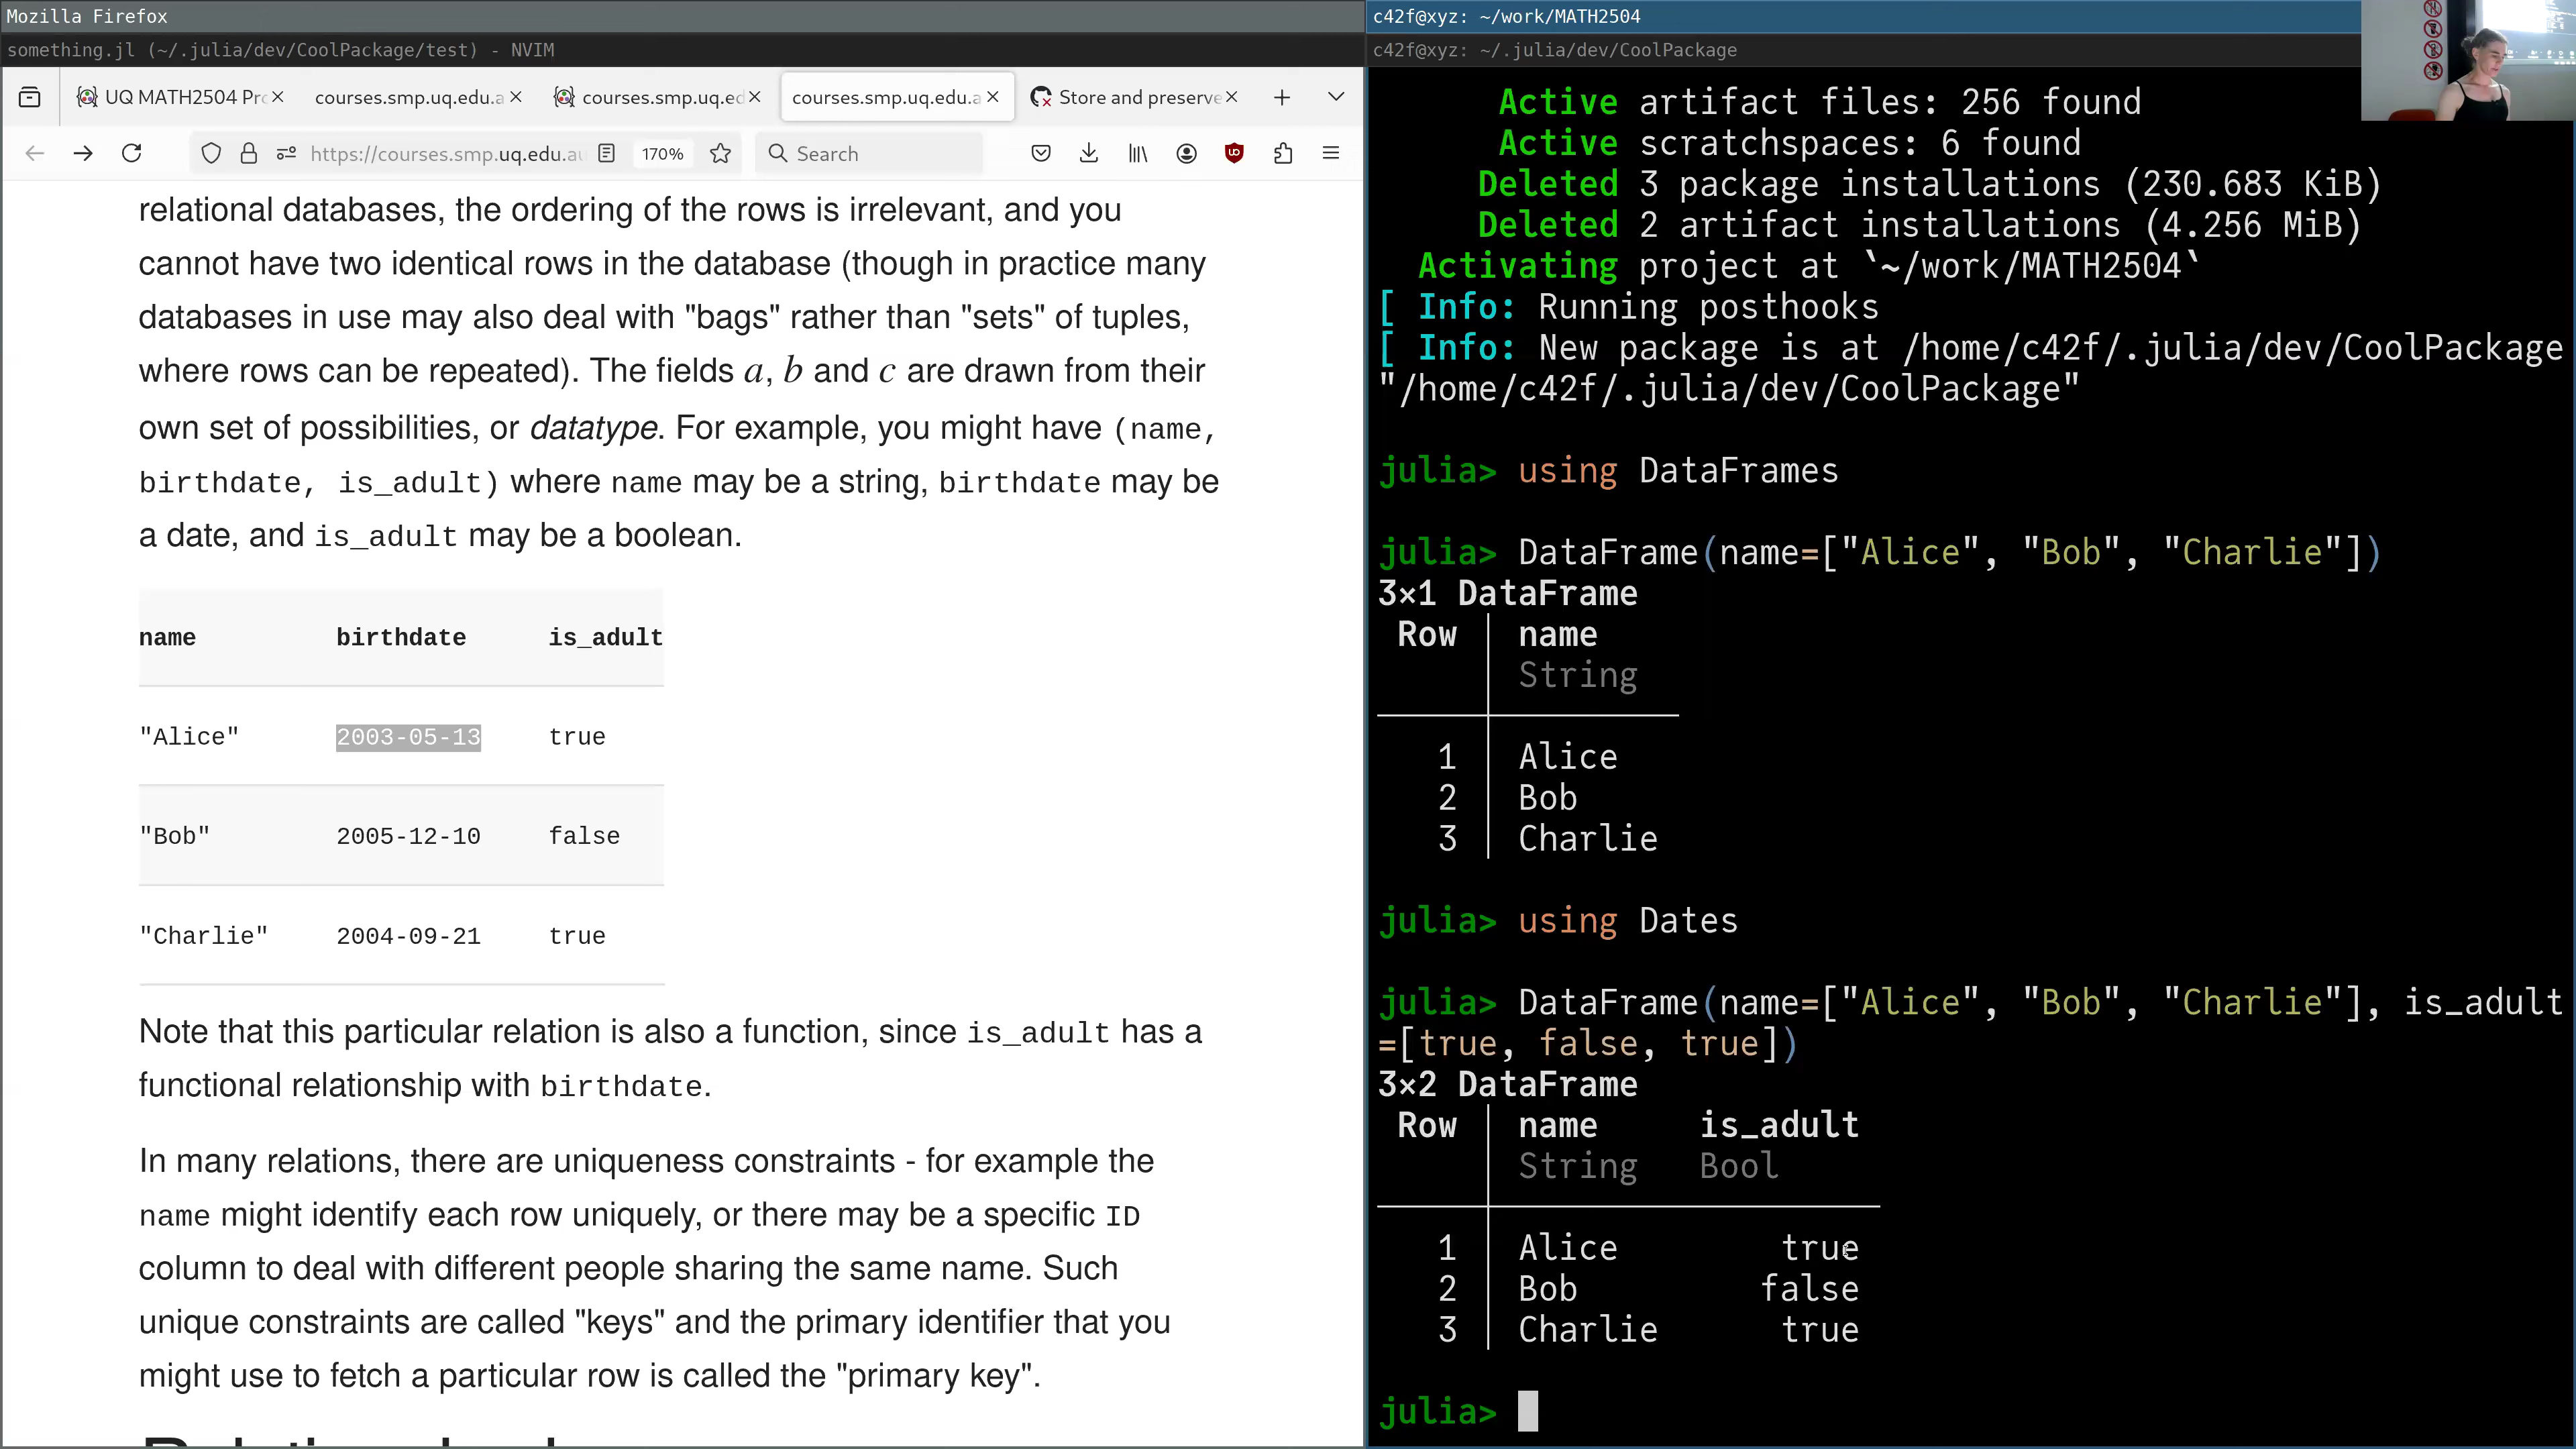 Mozilla Firefox
something.jl (~/.julia/dev/CoolPackage/test) - NVIM
UQ MATH2504 Prc
courses.smp.uq.edu.a
courses.smp.uq.ed
courses.smp.uq.edu.a
Store and preserve
https://courses.smp.uq.edu.au
170%
Search
relational databases, the ordering of the rows is irrelevant, and you
cannot have two identical rows in the database (though in practice many
databases in use may also deal with "bags" rather than "sets" of tuples,
where rows can be repeated). The fields a, b and c are drawn from their
own set of possibilities, or datatype. For example, you might have (name,
birthdate, is_adult) where name may be a string, birthdate may be
a date, and is_adult may be a boolean.
name birthdate is_adult
"Alice" 2003-05-13 true
"Bob" 2005-12-10 false
"Charlie" 2004-09-21 true
Note that this particular relation is also a function, since is_adult has a
functional relationship with birthdate.
In many relations, there are uniqueness constraints - for example the
name might identify each row uniquely, or there may be a specific ID
column to deal with different people sharing the same name. Such
unique constraints are called "keys" and the primary identifier that you
might use to fetch a particular row is called the "primary key".
c42f@xyz: ~/work/MATH2504
c42f@xyz: ~/.julia/dev/CoolPackage
Active artifact files: 256 found
Active scratchspaces: 6 found
Deleted 3 package installations (230.683 KiB)
Deleted 2 artifact installations (4.256 MiB)
Activating project at `~/work/MATH2504`
[ Info: Running posthooks
[ Info: New package is at /home/c42f/.julia/dev/CoolPackage
"/home/c42f/.julia/dev/CoolPackage"
julia> using DataFrames
julia> DataFrame(name=["Alice", "Bob", "Charlie"])
3×1 DataFrame
Row │ name
│ String
1 │ Alice
2 │ Bob
3 │ Charlie
julia> using Dates
julia> DataFrame(name=["Alice", "Bob", "Charlie"], is_adult
=[true, false, true])
3×2 DataFrame
Row │ name is_adult
│ String Bool
1 │ Alice true
2 │ Bob false
3 │ Charlie true
julia>